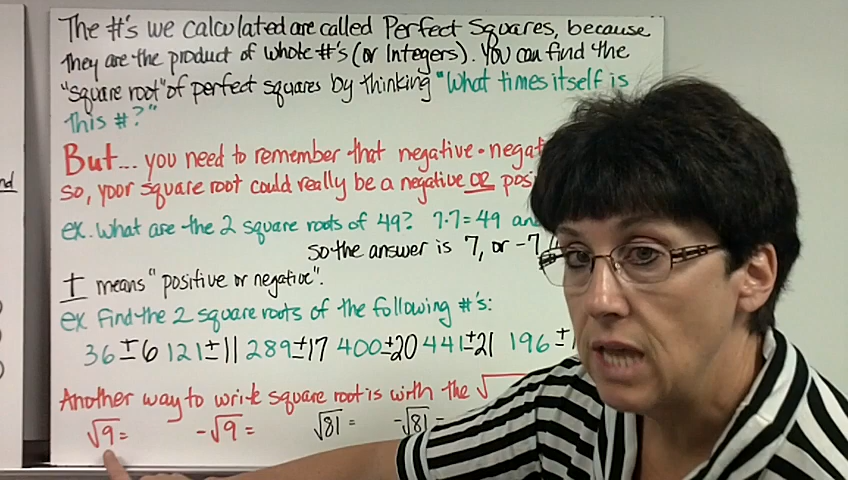 The #'s we calculated are called Perfect Squares, because
they are the product of whole #'s (or Integers). You can find the
"square root" of perfect squares by thinking "What times itself is
this #?"
But... you need to remember that negative • negat
so, your square root could really be a negative OR posi
ex. What are the 2 square roots of 49? 7·7=49 an
so the answer is 7, or -7
± means "positive or negative".
ex Find the 2 square roots of the following #'s:
36 ±6 121 ±11 289 ±17 400 ±20 441 ±21 196 ±
Another way to write square root is with the √
√9 = -√9 = √81 = -√81 =
nd